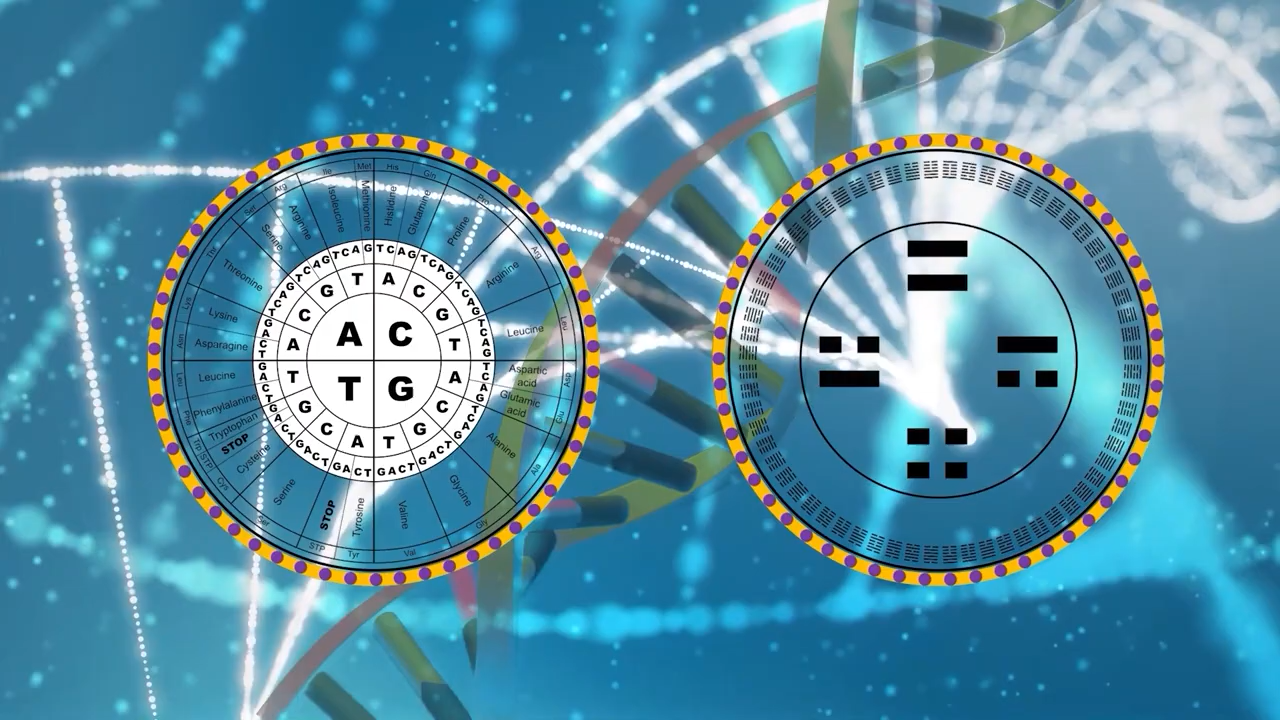 A C
T G
A C G T A C G T A C G T A C G T
TCAGTCAGTCAGTCAGTCAGTCAGTCAGTCAGTCAGTCAGTCAGTCAGTCAGTCAGTCAGTCAG
Histidine
Glutamine
Proline
Arginine
Leucine
Aspartic
acid
Glutamic
acid
Alanine
Glycine
Valine
Tyrosine
STOP
Serine
Cysteine
STOP
Tryptophan
Phenylalanine
Leucine
Asparagine
Lysine
Threonine
Serine
Arginine
Isoleucine
Methionine
His
Gln
Pro
Arg
Leu
Asp
Glu
Ala
Gly
Val
Tyr
STP
Ser
Cys
STP
Trp
Phe
Leu
Asn
Lys
Thr
Ser
Arg
Ile
Met